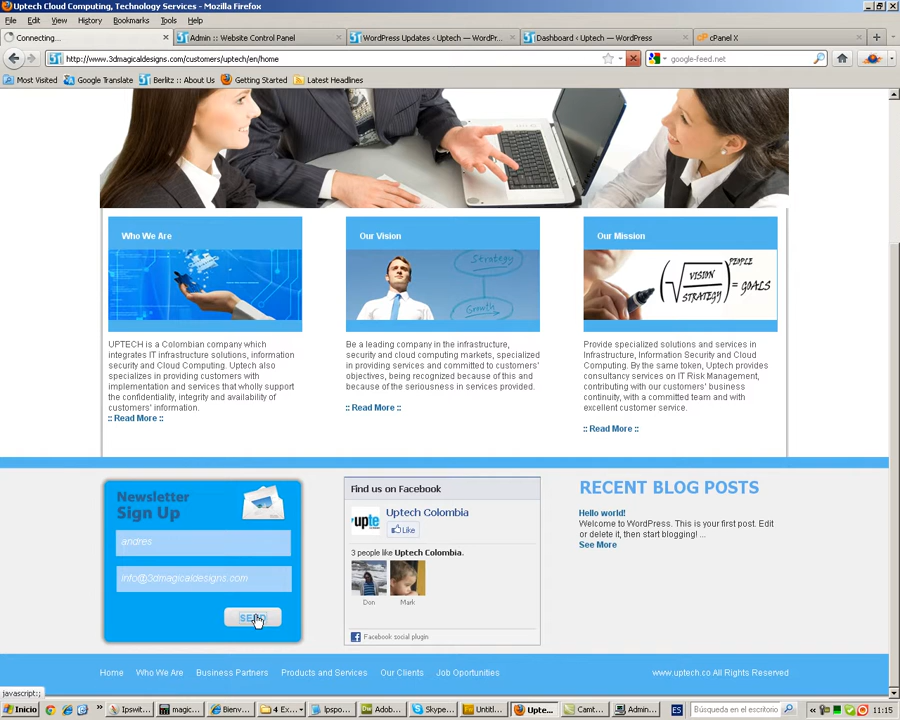 Uptech Cloud Computing, Technology Services - Mozilla Firefox
File Edit View History Bookmarks Tools Help
Connecting...
Admin :: Website Control Panel
WordPress Updates ‹ Uptech — WordPr...
Dashboard ‹ Uptech — WordPress
cPanel X
http://www.3dmagicaldesigns.com/customers/uptech/en/home
google-feed.net
Most Visited Google Translate Berlitz :: About Us Getting Started Latest Headlines
Who We Are
Our Vision
Strategy
Growth
Our Mission
PEOPLE
VISION
STRATEGY
= GOALS
UPTECH is a Colombian company which
integrates IT infrastructure solutions, information
security and Cloud Computing. Uptech also
specializes in providing customers with
implementation and services that wholly support
the confidentiality, integrity and availability of
customers' information.
:: Read More ::
Be a leading company in the infrastructure,
security and cloud computing markets, specialized
in providing services and committed to customers'
objectives, being recognized because of this and
because of the seriousness in services provided.
:: Read More ::
Provide specialized solutions and services in
Infrastructure, Information Security and Cloud
Computing. By the same token, Uptech provides
consultancy services on IT Risk Management,
contributing with our customers' business
continuity, with a committed team and with
excellent customer service.
:: Read More ::
Newsletter
Sign Up
andres
info@3dmagicaldesigns.com
SEND
Find us on Facebook
upte
Uptech Colombia
Like
3 people like Uptech Colombia.
Don
Mark
Facebook social plugin
RECENT BLOG POSTS
Hello world!
Welcome to WordPress. This is your first post. Edit
or delete it, then start blogging! ...
See More
Home Who We Are Business Partners Products and Services Our Clients Job Oportunities
www.uptech.co All Rights Reserved
javascript:;
Inicio
Ipswit...
magic...
Bienv...
4 Ex...
Ipspo...
Adob...
Skype...
Untitl...
Upte...
Camt...
Admin...
ES
Búsqueda en el escritorio
11:15